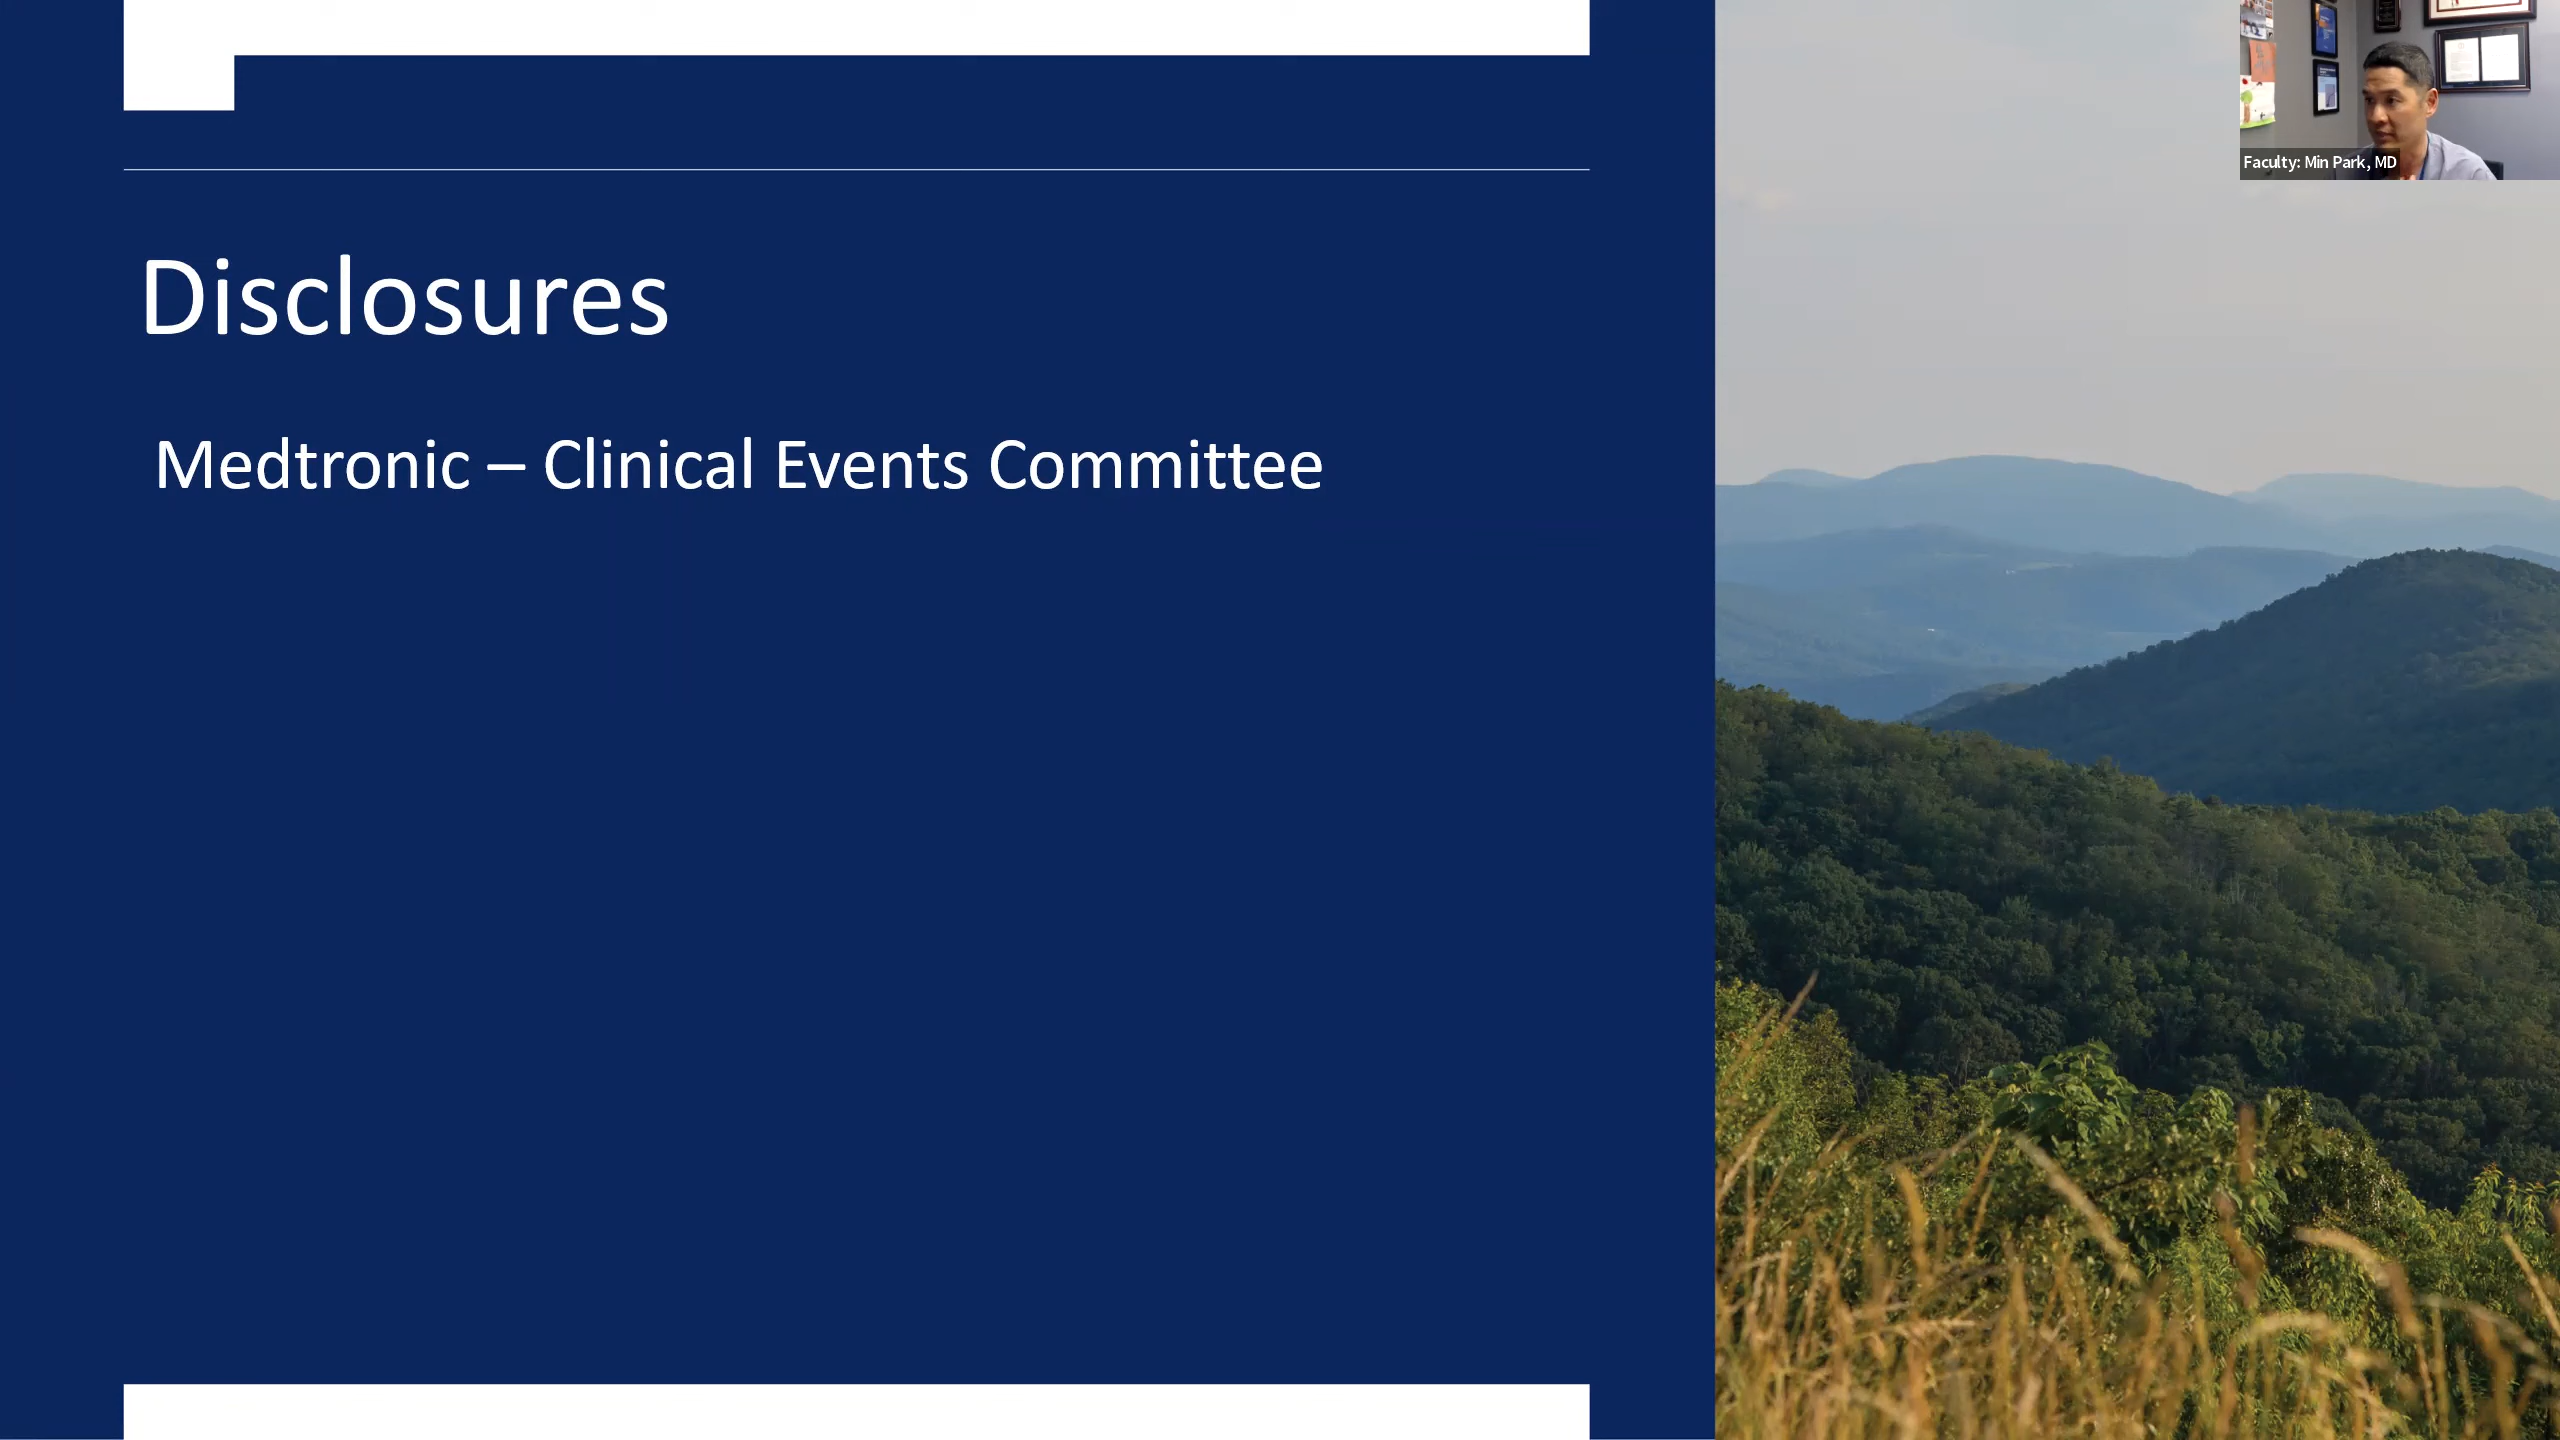 Faculty: Min Park, MD
Disclosures
Medtronic – Clinical Events Committee